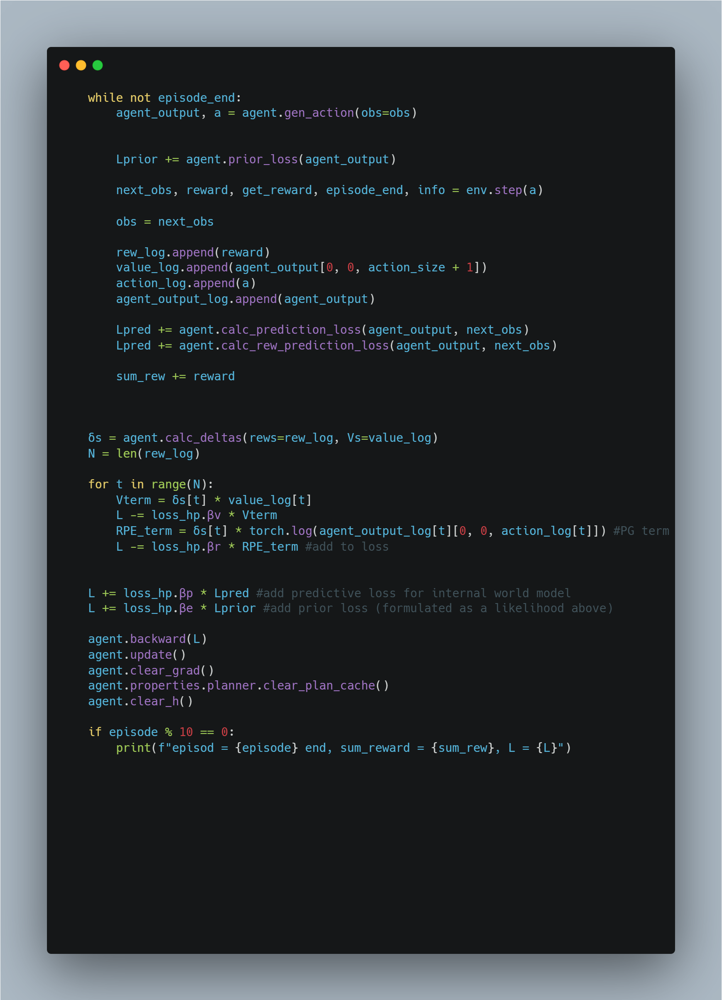 while not episode_end:
    agent_output, a = agent.gen_action(obs=obs)
    Lprior += agent.prior_loss(agent_output)
    next_obs, reward, get_reward, episode_end, info = env.step(a)
    obs = next_obs
    rew_log.append(reward)
    value_log.append(agent_output[0, 0, action_size + 1])
    action_log.append(a)
    agent_output_log.append(agent_output)
    Lpred += agent.calc_prediction_loss(agent_output, next_obs)
    Lpred += agent.calc_rew_prediction_loss(agent_output, next_obs)
    sum_rew += reward
δs = agent.calc_deltas(rews=rew_log, Vs=value_log)
N = len(rew_log)
for t in range(N):
    Vterm = δs[t] * value_log[t]
    L -= loss_hp.βv * Vterm
    RPE_term = δs[t] * torch.log(agent_output_log[t][0, 0, action_log[t]]) #PG term
    L -= loss_hp.βr * RPE_term #add to loss
L += loss_hp.βp * Lpred #add predictive loss for internal world model
L += loss_hp.βe * Lprior #add prior loss (formulated as a likelihood above)
agent.backward(L)
agent.update()
agent.clear_grad()
agent.properties.planner.clear_plan_cache()
agent.clear_h()
if episode % 10 == 0:
    print(f"episod = {episode} end, sum_reward = {sum_rew}, L = {L}")